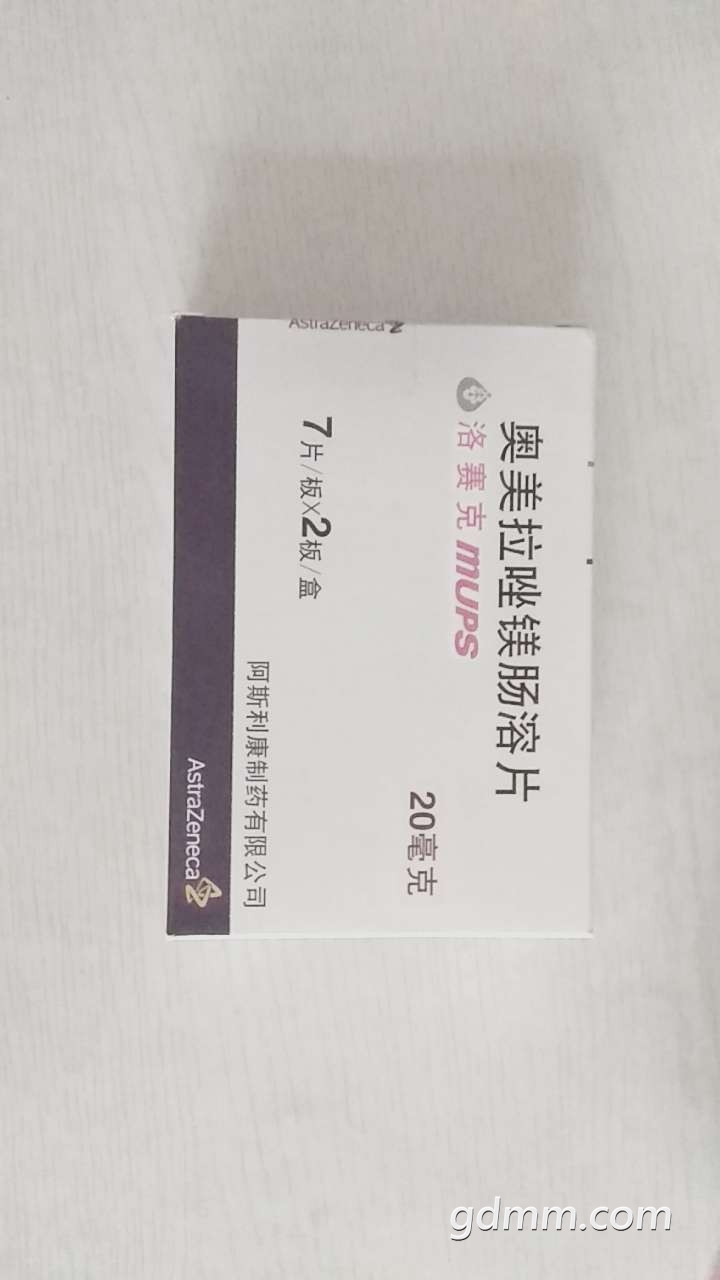 AstraZeneca
奥美拉唑镁肠溶片
洛赛克 MUPS
20毫克
7片/板X2板/盒
阿斯利康制药有限公司
AstraZeneca
gdmm.com